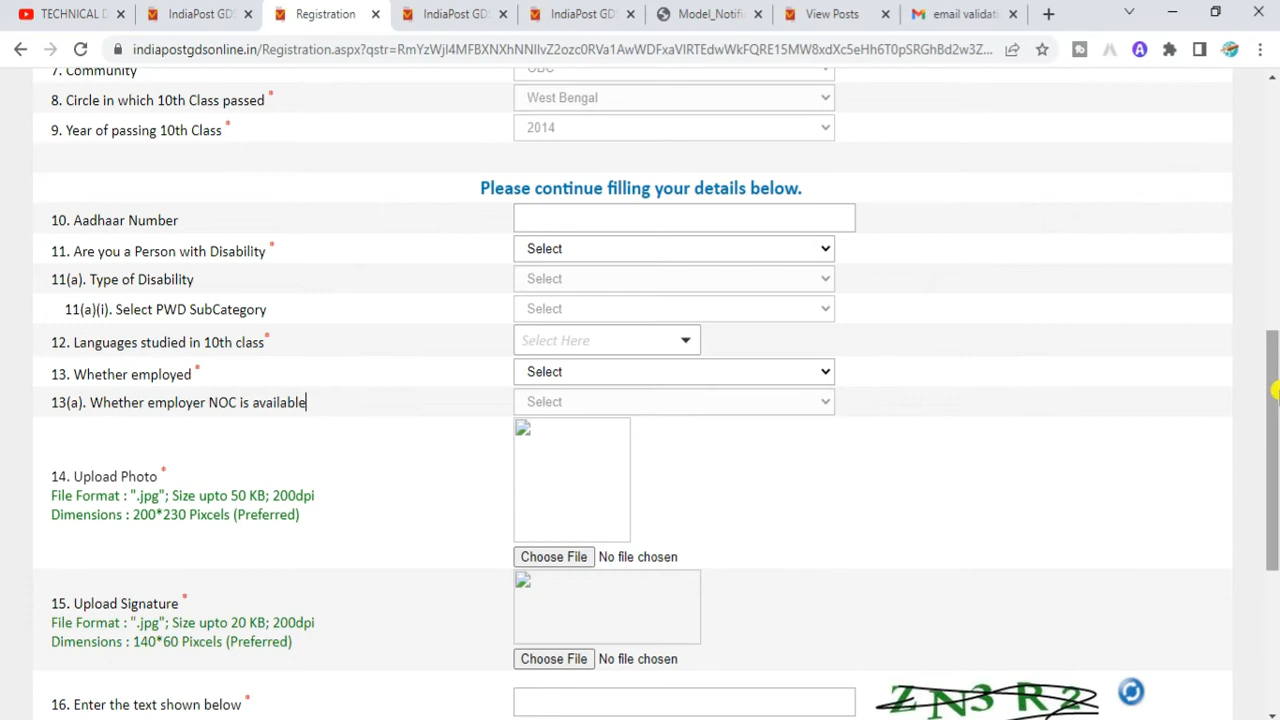 TECHNICAL D
IndiaPost GD
Registration
IndiaPost GD
IndiaPost GD
Model_Notifi
View Posts
email validati
indiapostgdsonline.in/Registration.aspx?qstr=RmYzWjI4MFBXNXhNNllvZ2ozc0RVa1AwWDFxaVlRTEdwWkFQRE15MW8xdXc5eHh6T0pSRGhBd2w3Z...
7. Community
OBC
8. Circle in which 10th Class passed *
West Bengal
9. Year of passing 10th Class *
2014
Please continue filling your details below.
10. Aadhaar Number
11. Are you a Person with Disability *
Select
11(a). Type of Disability
Select
11(a)(i). Select PWD SubCategory
Select
12. Languages studied in 10th class *
Select Here
13. Whether employed *
Select
13(a). Whether employer NOC is available
Select
14. Upload Photo *
File Format : ".jpg"; Size upto 50 KB; 200dpi
Dimensions : 200*230 Pixcels (Preferred)
Choose File No file chosen
15. Upload Signature *
File Format : ".jpg"; Size upto 20 KB; 200dpi
Dimensions : 140*60 Pixcels (Preferred)
Choose File No file chosen
16. Enter the text shown below *
ZN3 R2